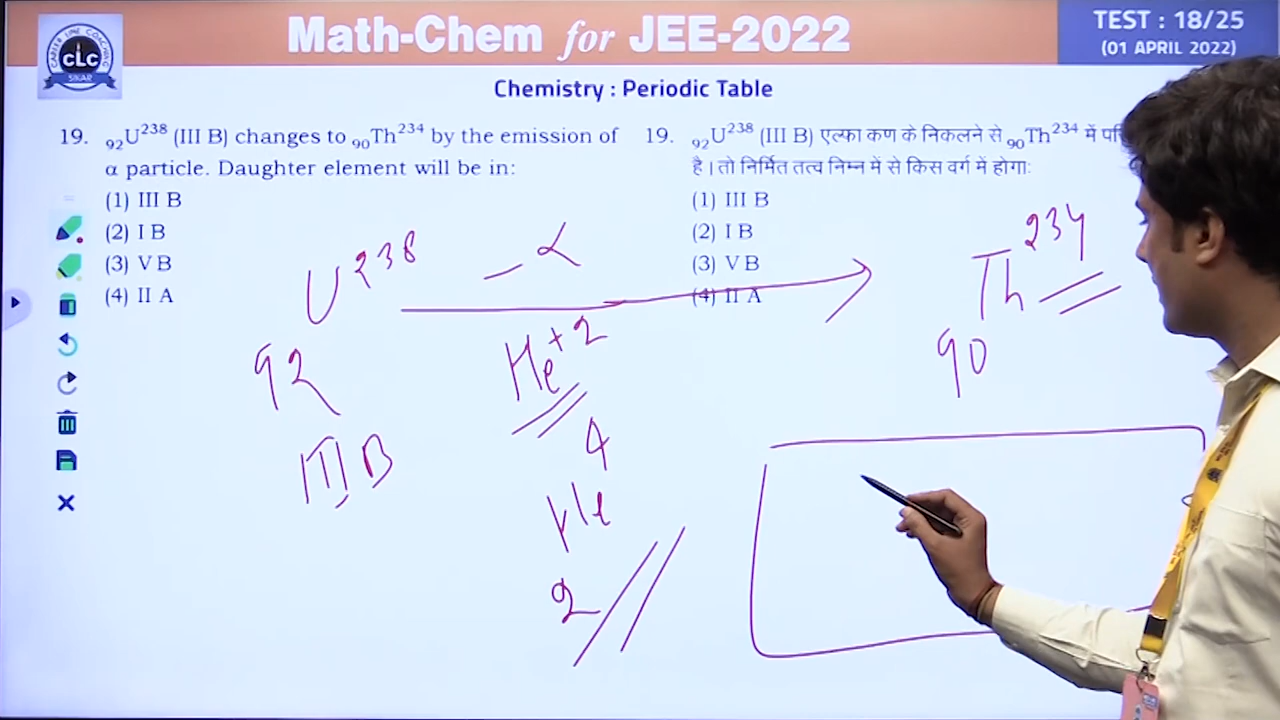 CAREER LINE COACHING
CLC
SIKAR
Math-Chem for JEE-2022
TEST : 18/25
(01 APRIL 2022)
Chemistry : Periodic Table
19. ₉₂U²³⁸ (III B) changes to ₉₀Th²³⁴ by the emission of
α particle. Daughter element will be in:
(1) III B
(2) I B
(3) V B
(4) II A
19. ₉₂U²³⁸ (III B) एल्फा कण के निकलने से ₉₀Th²³⁴ में
है। तो निर्मित तत्व निम्न में से किस वर्ग में होगाः
(1) III B
(2) I B
(3) V B
(4) II A
U²³⁸
92
III B
– α
He⁺²
4
He
2
Th²³⁴
90